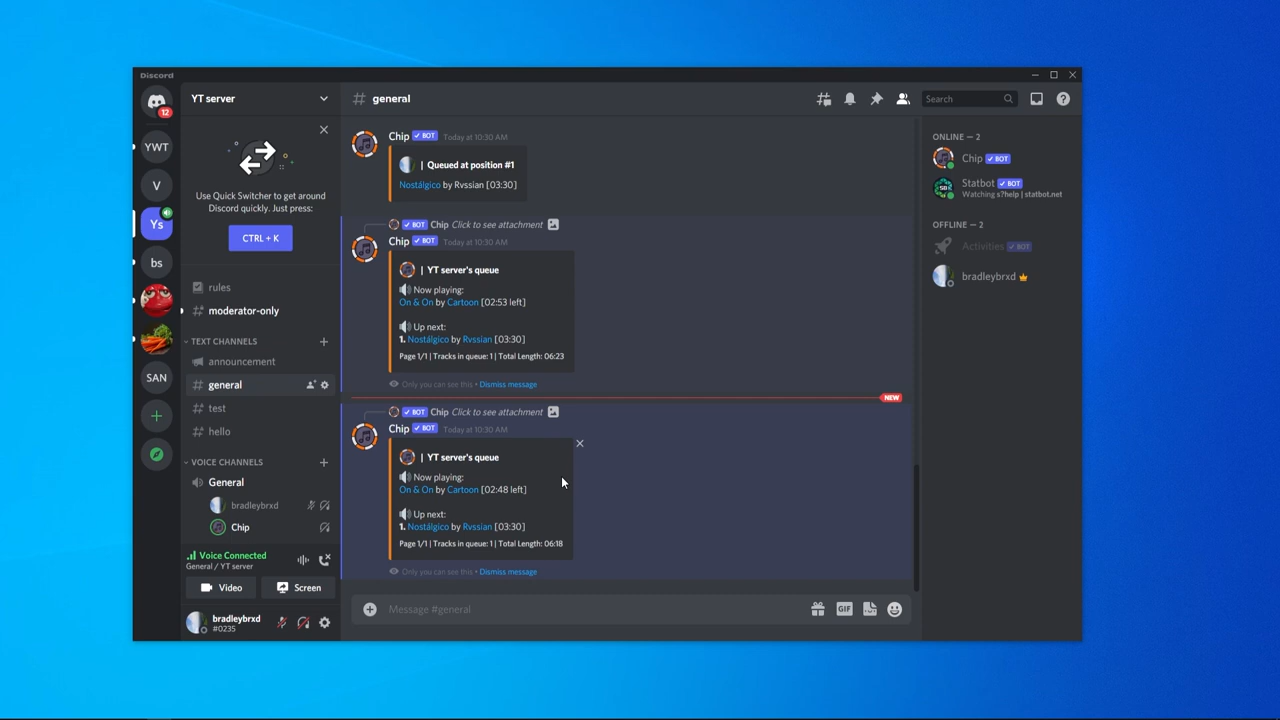 Discord
12
YWT
V
Ys
bs
SAN
YT server
Use Quick Switcher to get around
Discord quickly. Just press:
CTRL + K
rules
moderator-only
TEXT CHANNELS
announcement
general
test
hello
VOICE CHANNELS
General
bradleybrxd
Chip
Voice Connected
General / YT server
Video
Screen
bradleybrxd
#0235
general
Search
Chip BOT Today at 10:30 AM
| Queued at position #1
Nostálgico by Rvssian [03:30]
BOT Chip Click to see attachment
Chip BOT Today at 10:30 AM
| YT server's queue
Now playing:
On & On by Cartoon [02:53 left]
Up next:
1. Nostálgico by Rvssian [03:30]
Page 1/1 | Tracks in queue: 1 | Total Length: 06:23
Only you can see this • Dismiss message
NEW
BOT Chip Click to see attachment
Chip BOT Today at 10:30 AM
| YT server's queue
Now playing:
On & On by Cartoon [02:48 left]
Up next:
1. Nostálgico by Rvssian [03:30]
Page 1/1 | Tracks in queue: 1 | Total Length: 06:18
Only you can see this • Dismiss message
Message #general
GIF
ONLINE — 2
Chip BOT
Statbot BOT
Watching s?help | statbot.net
OFFLINE — 2
Activities BOT
bradleybrxd